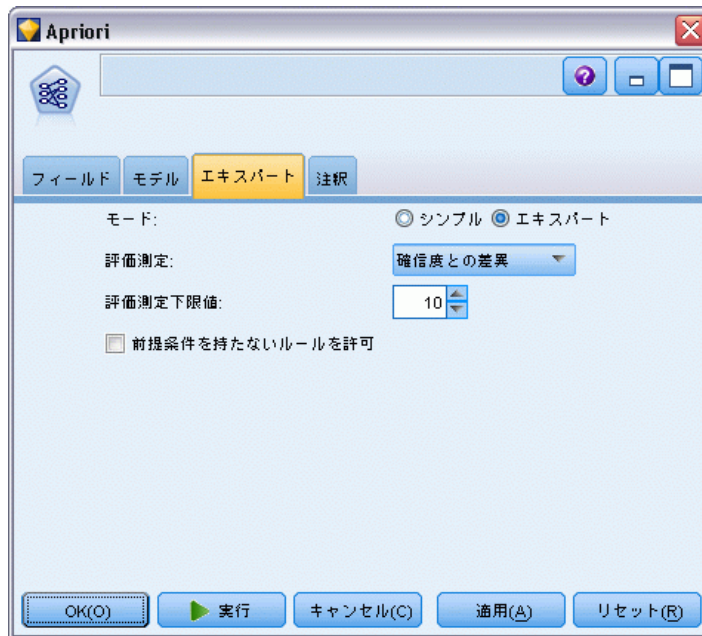 Apriori
フィールド モデル エキスパート 注釈
モード: シンプル エキスパート
評価測定: 確信度との差異
評価測定下限値: 10
前提条件を持たないルールを許可
OK(O) 実行 キャンセル(C) 適用(A) リセット(R)